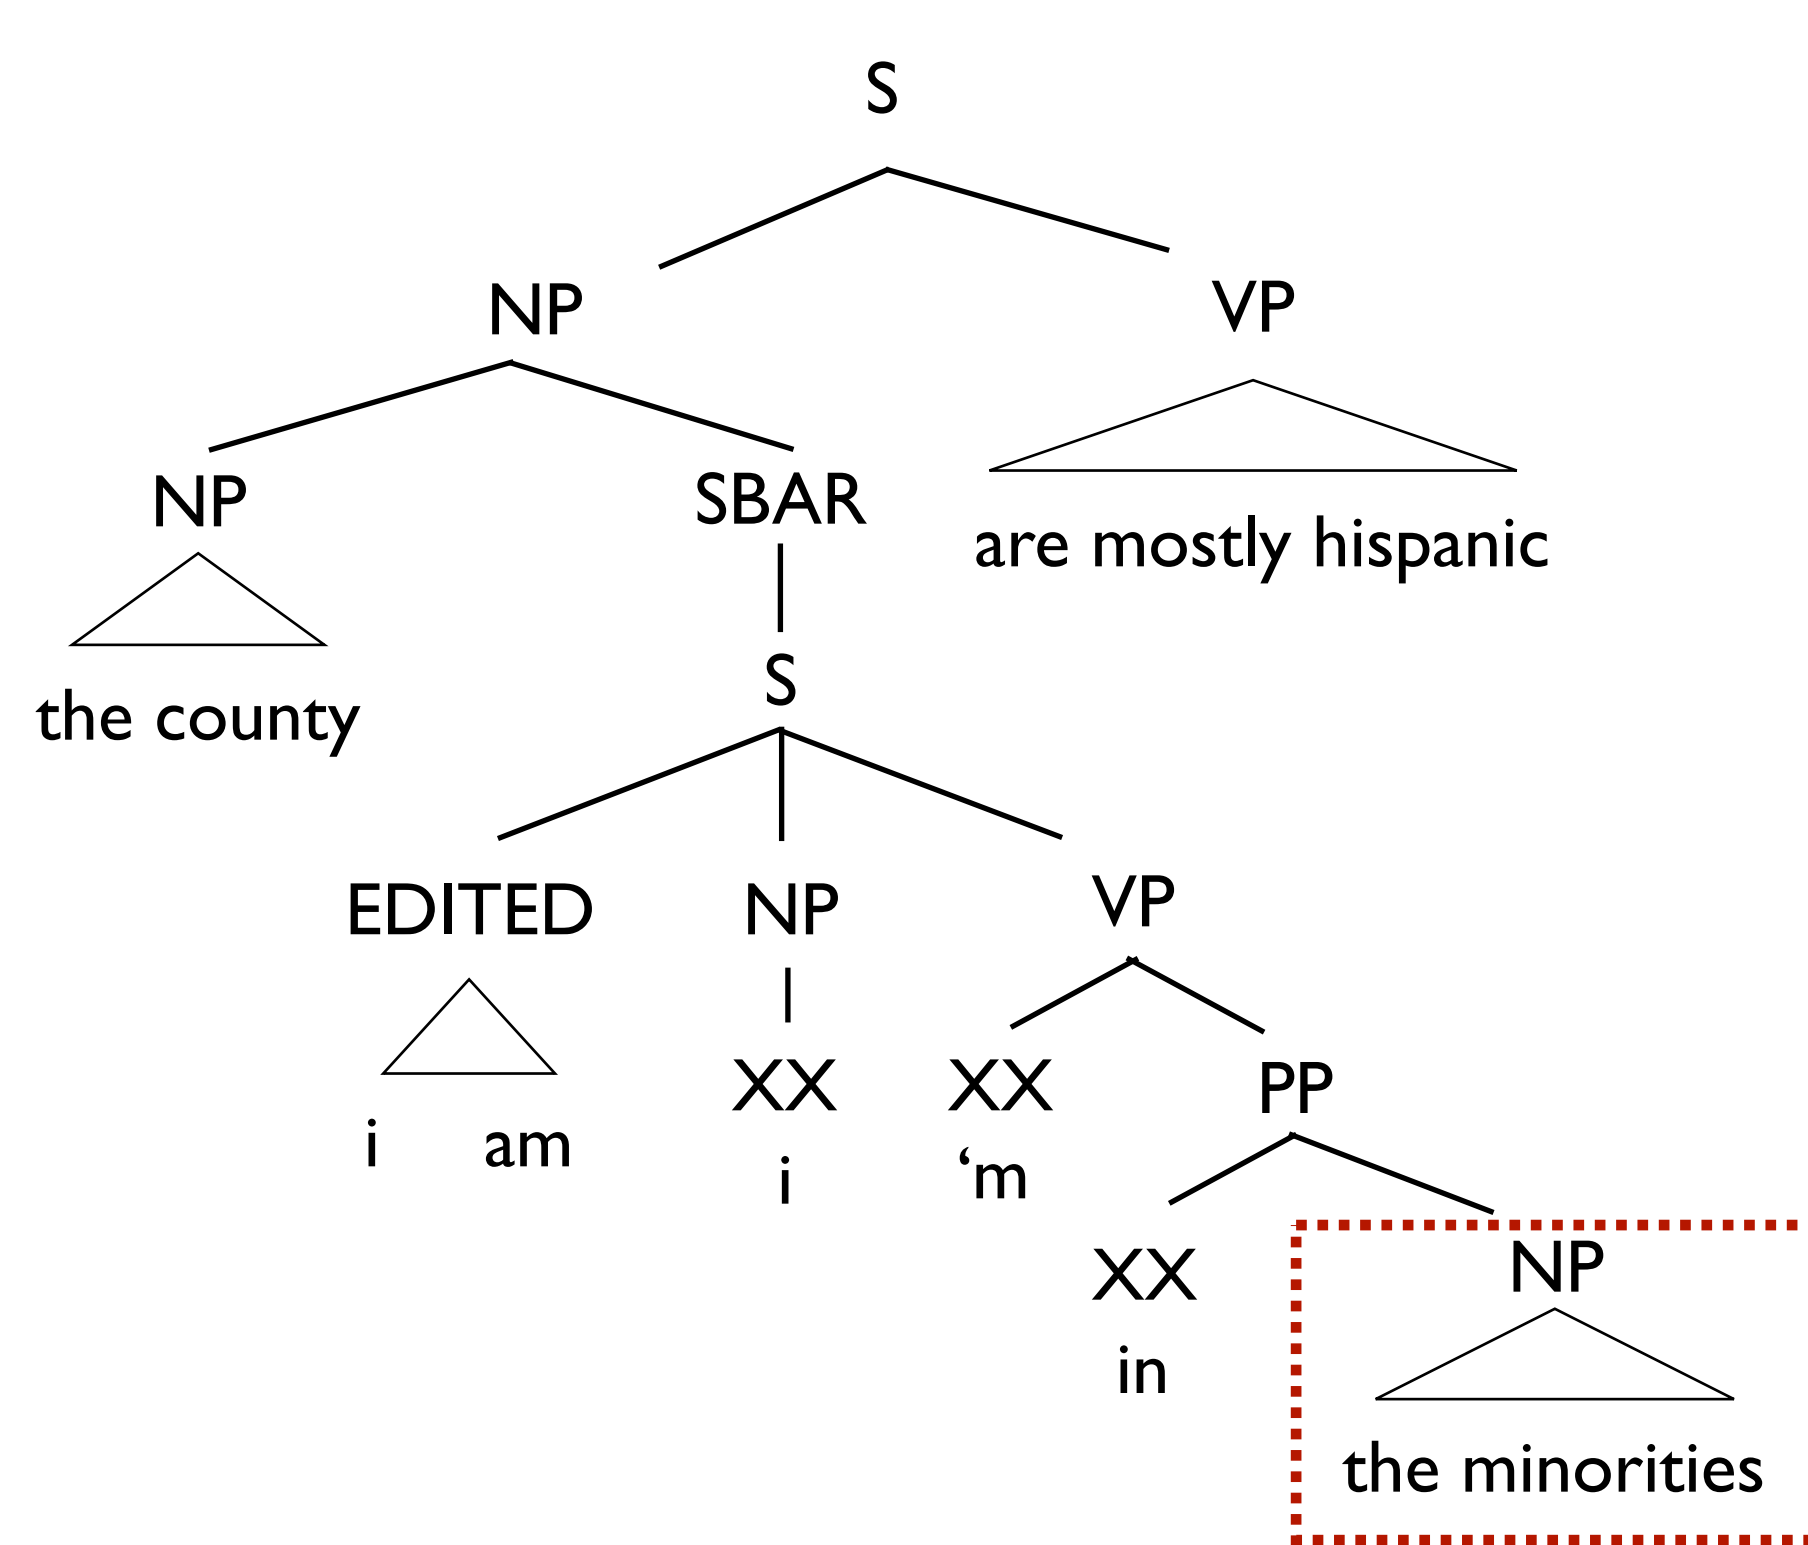 S
NP VP
NP SBAR
are mostly hispanic
the county
S
EDITED NP VP
XX XX PP
i am
i ‘m
XX NP
in
the minorities